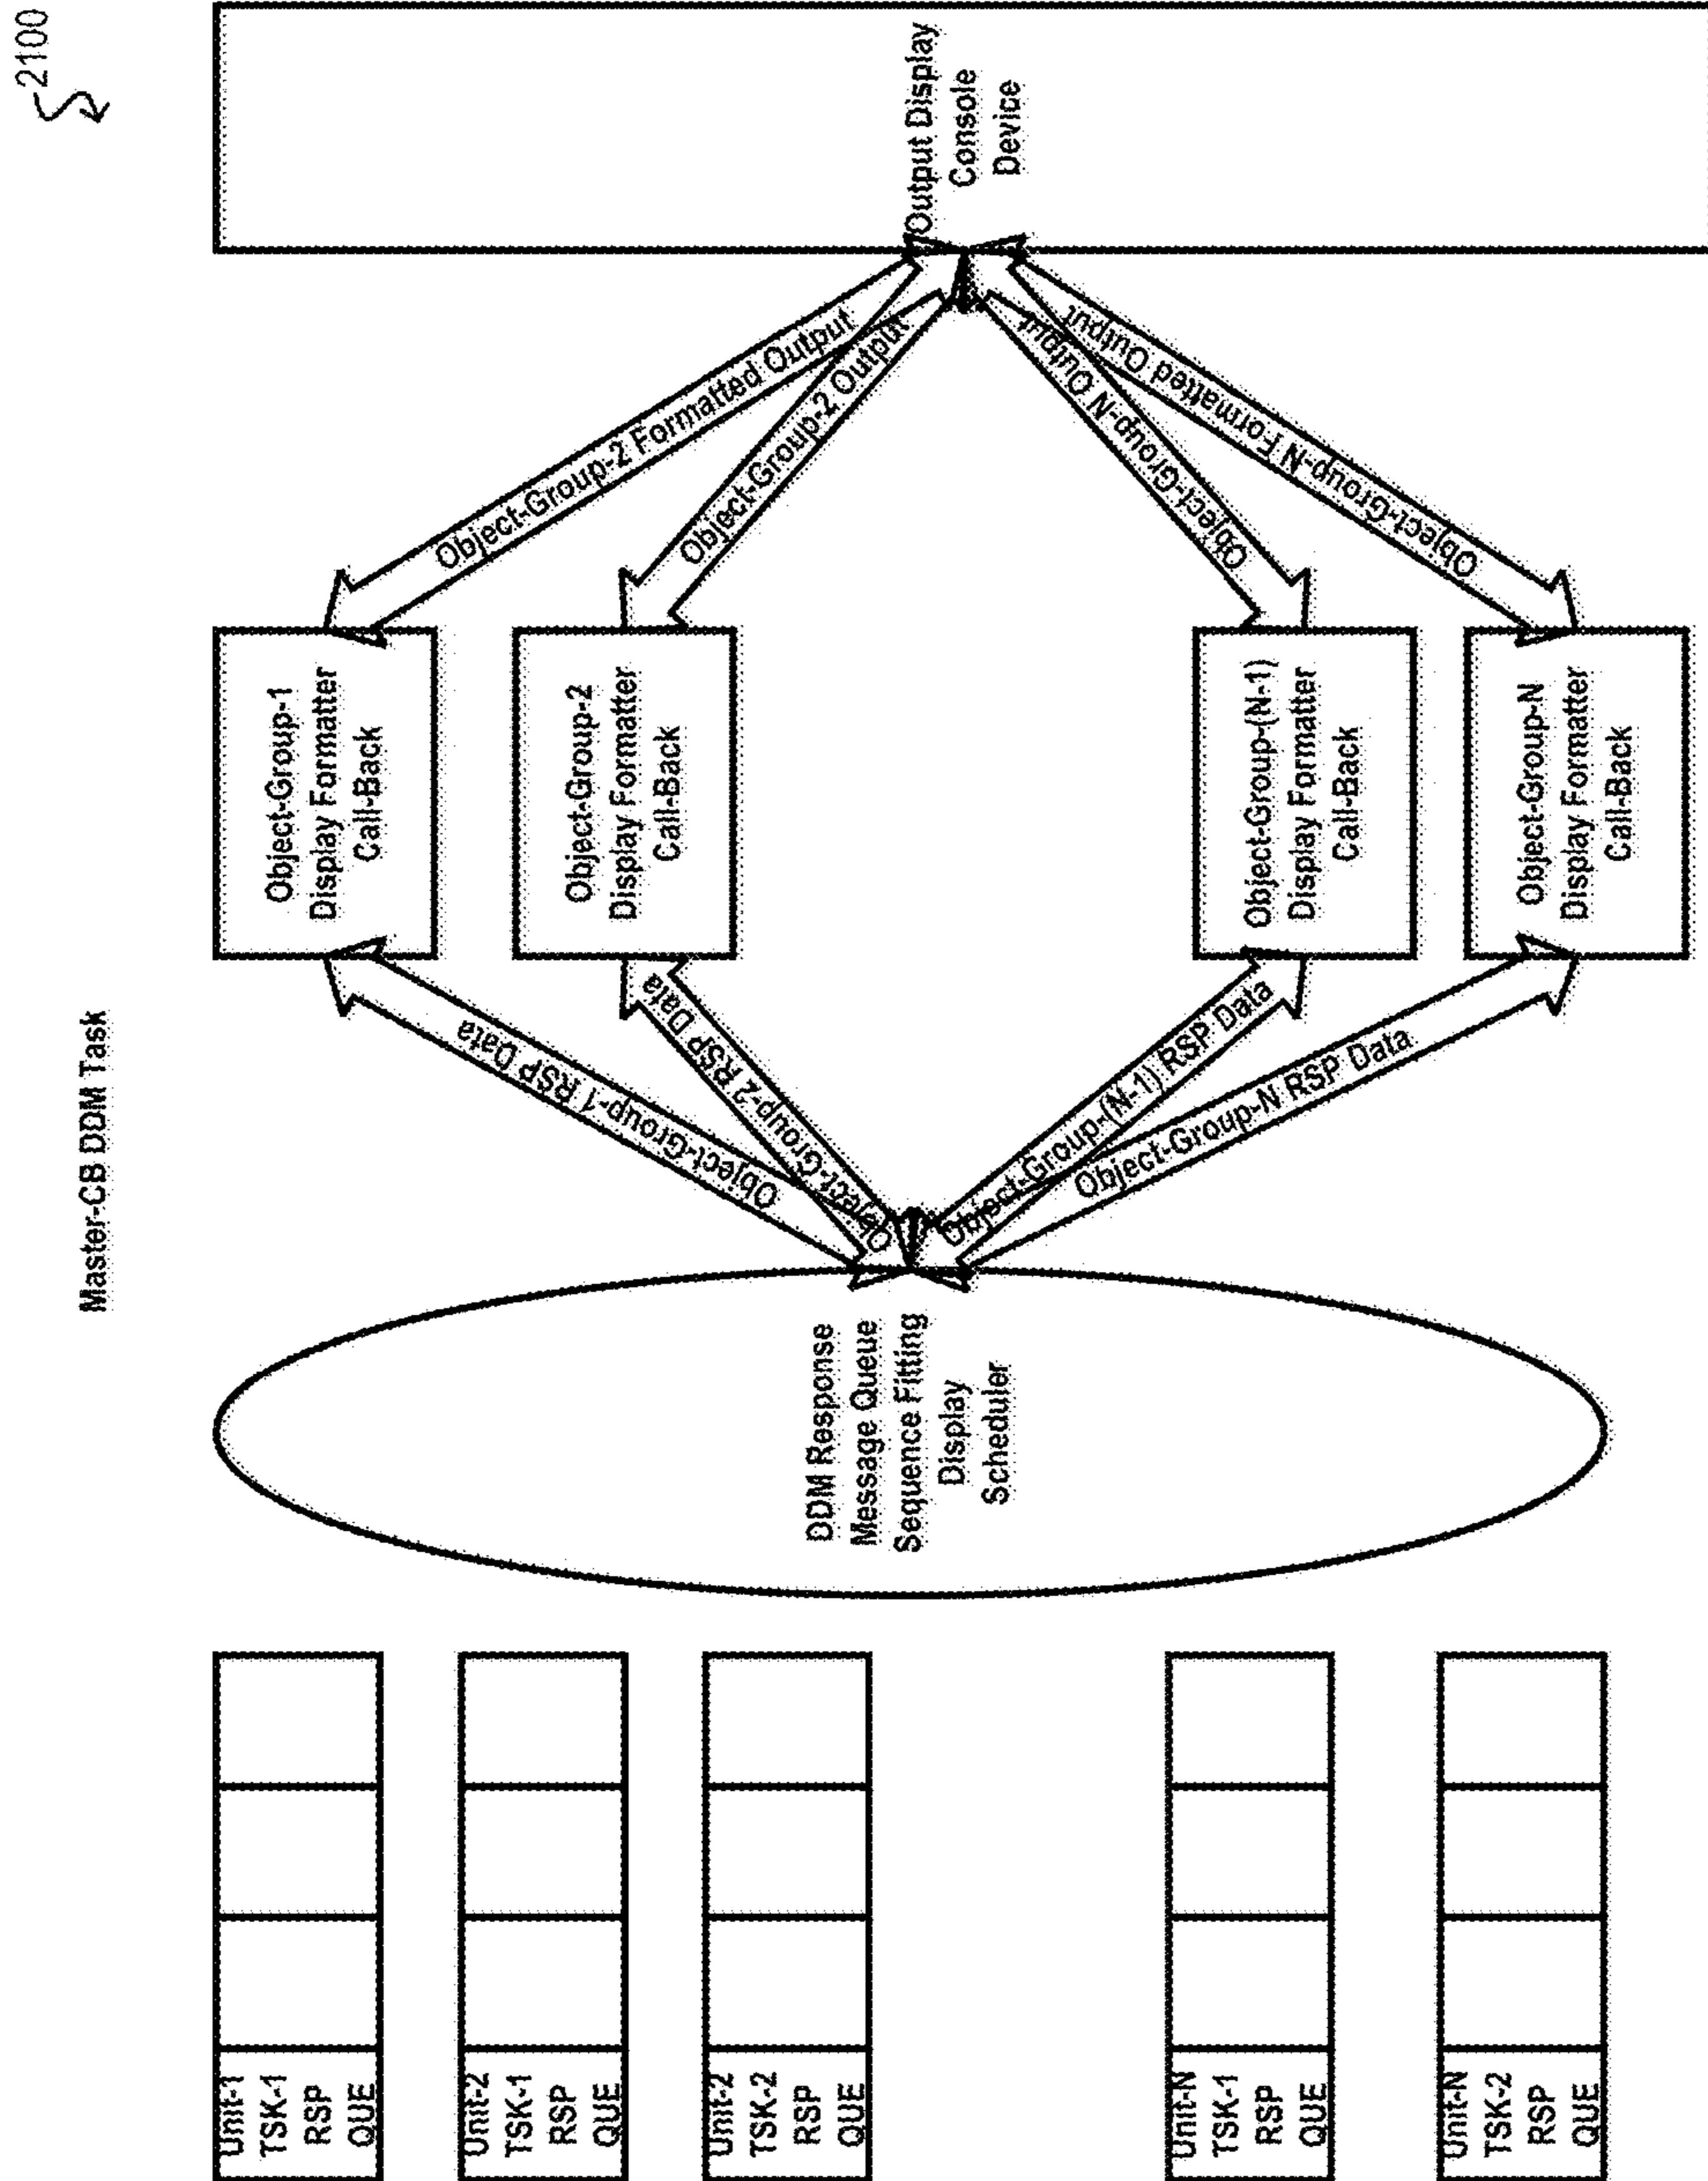 2100
Master-CB DDM Task
Unit-1
TSK-1
RSP
QUE
Unit-2
TSK-1
RSP
QUE
Unit-2
TSK-2
RSP
QUE
Unit-N
TSK-1
RSP
QUE
Unit-N
TSK-2
RSP
QUE
DDM Response
Message Queue
Sequence Fitting
Display
Scheduler
Object-Group-1 RSP Data
Object-Group-2 RSP Data
Object-Group-(N-1) RSP Data
Object-Group-N RSP Data
Object-Group-1
Display Formatter
Call-Back
Object-Group-2
Display Formatter
Call-Back
Object-Group-(N-1)
Display Formatter
Call-Back
Object-Group-N
Display Formatter
Call-Back
Object-Group-2 Formatted Output
Object-Group-2 Output
Object-Group-N Output
Object-Group-N Formatted Output
Output Display
Console
Device